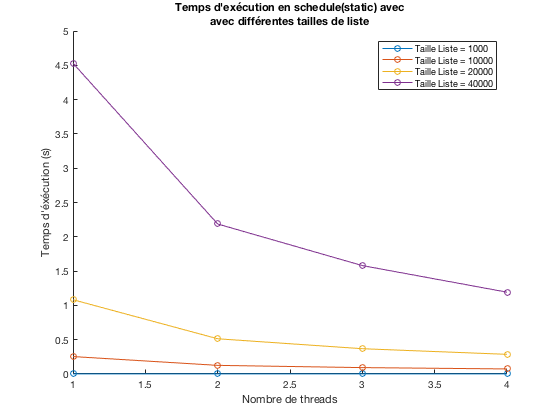 Temps d'exécution en schedule(static) avec
avec différentes tailles de liste
Taille Liste = 1000
Taille Liste = 10000
Taille Liste = 20000
Taille Liste = 40000
Temps d'éxécution (s)
5
4.5
4
3.5
3
2.5
2
1.5
1
0.5
0
1
1.5
2
2.5
3
3.5
4
Nombre de threads